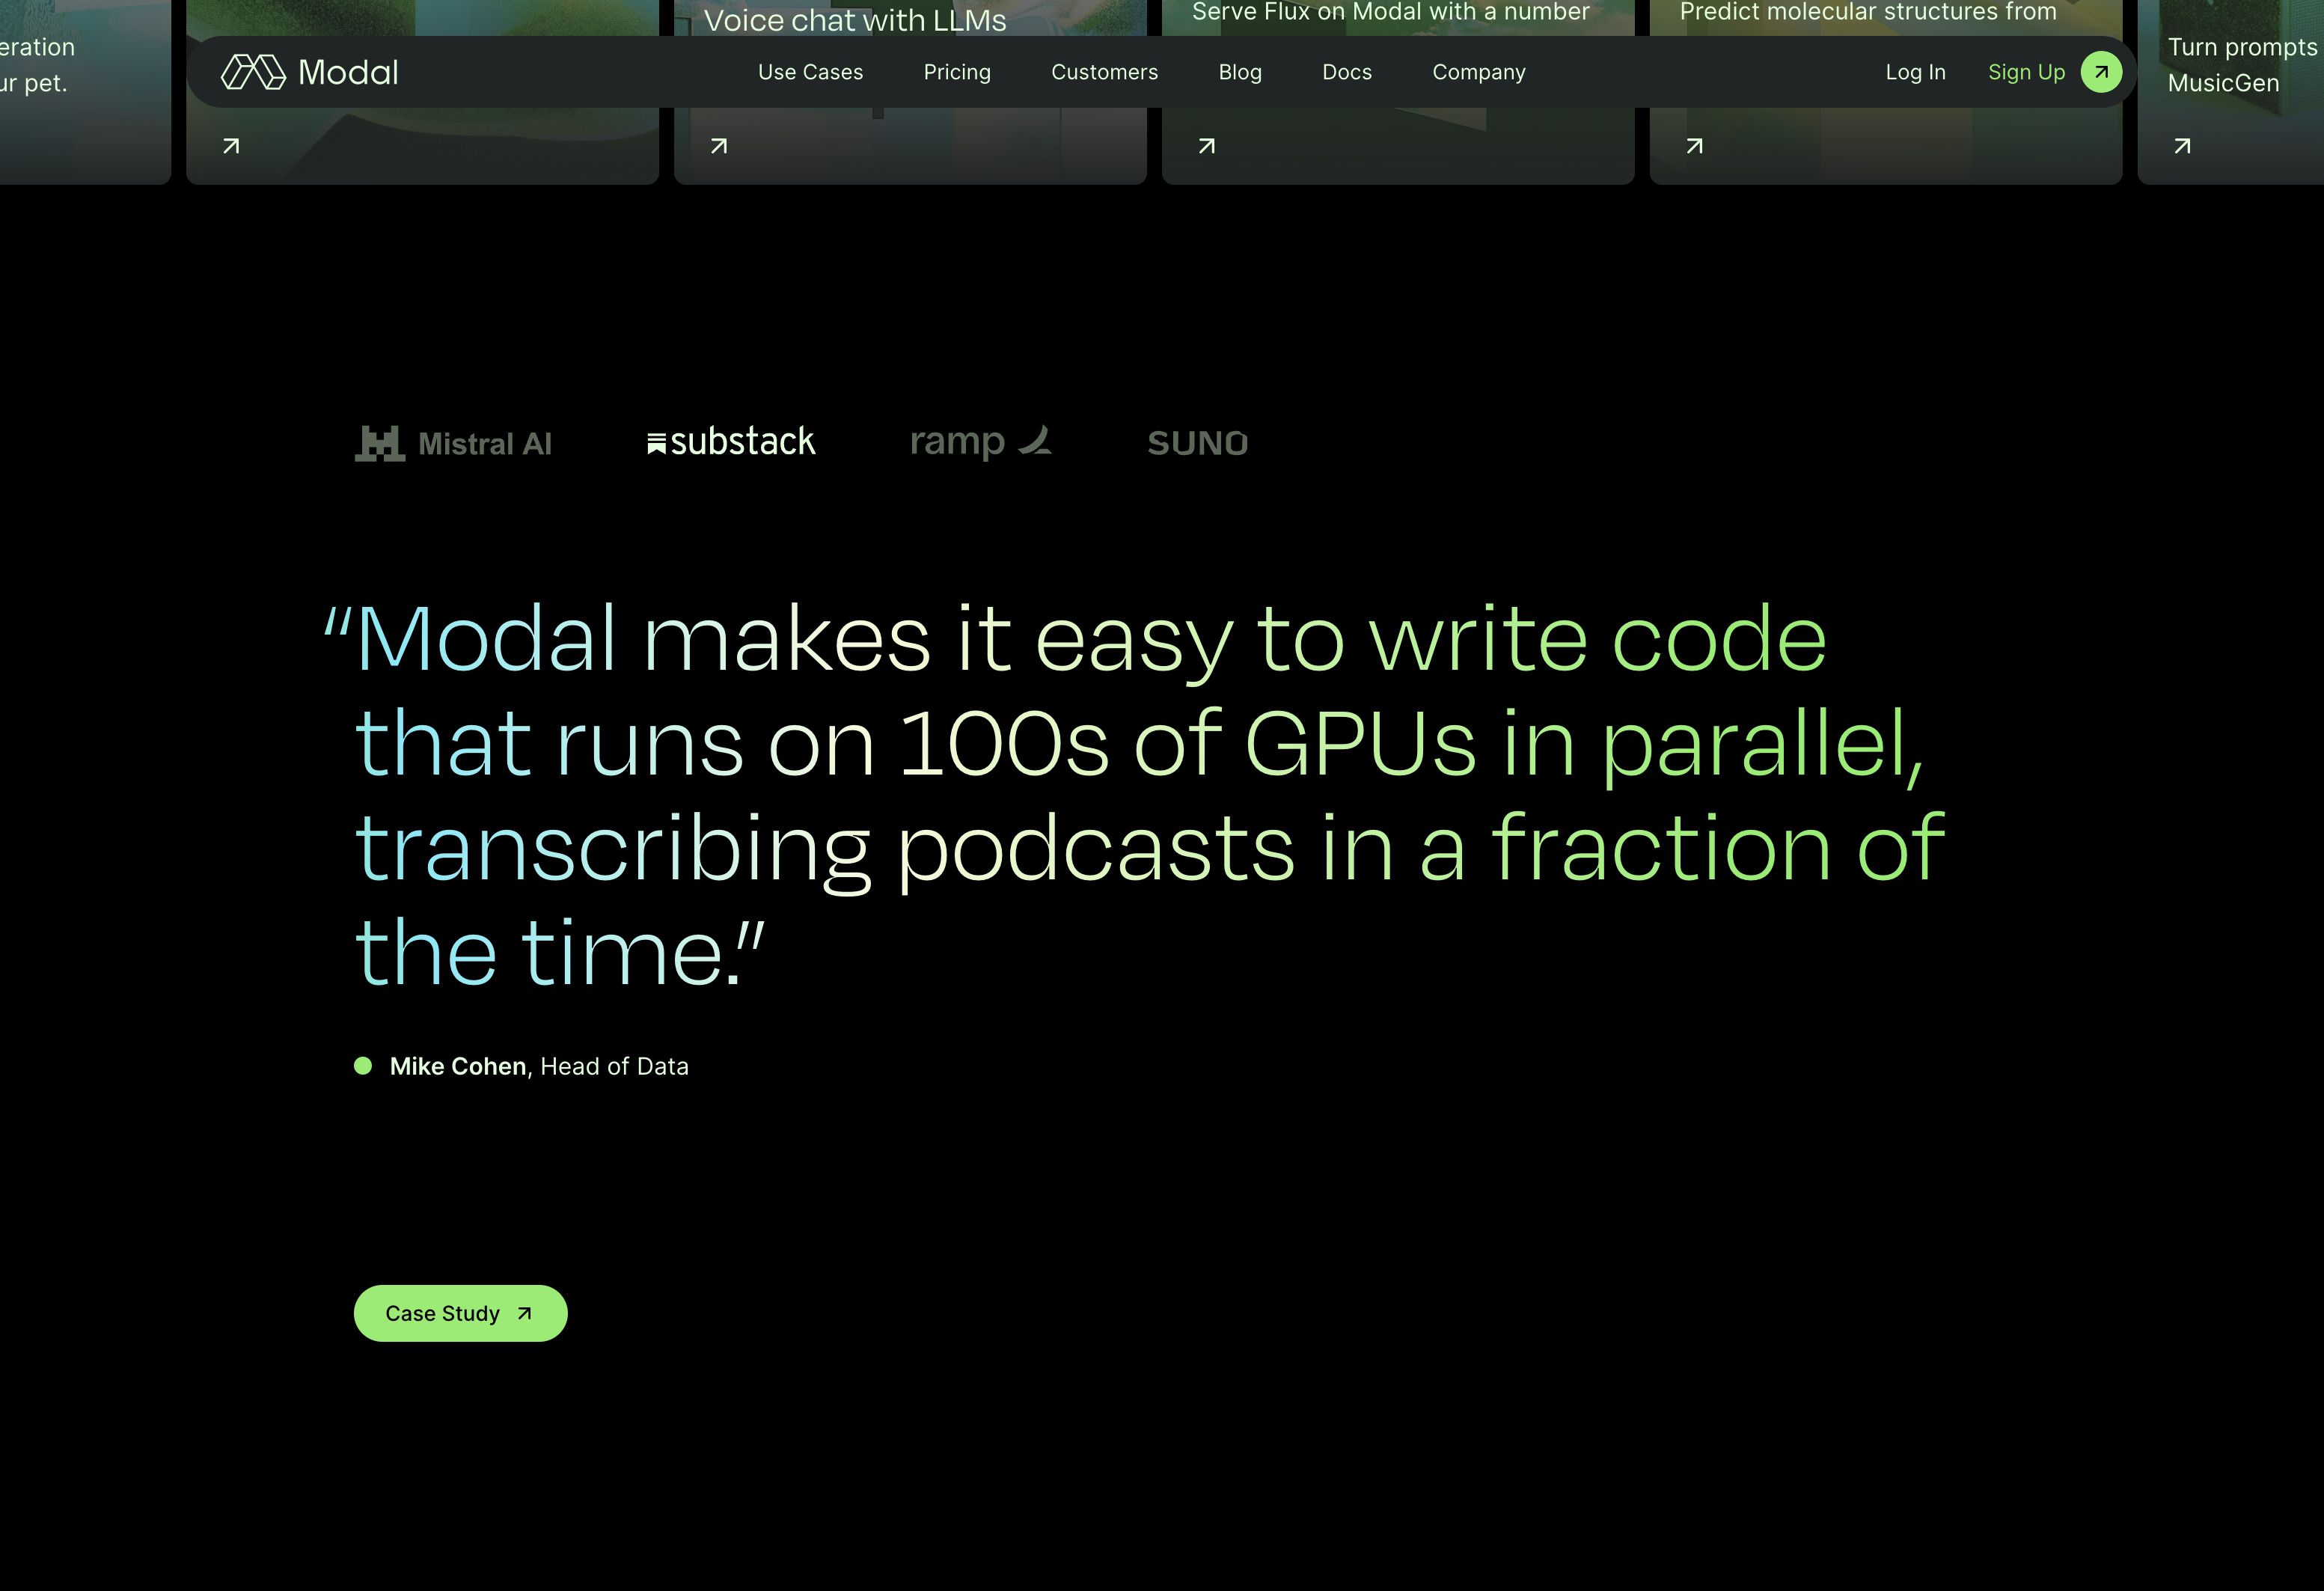 Voice chat with LLMs
Serve Flux on Modal with a number
Predict molecular structures from
eration
ur pet.
Turn prompts
MusicGen
Modal
Use Cases
Pricing
Customers
Blog
Docs
Company
Log In
Sign Up
Mistral AI
substack
ramp
SUNO
“Modal makes it easy to write code
that runs on 100s of GPUs in parallel,
transcribing podcasts in a fraction of
the time.”
Mike Cohen, Head of Data
Case Study